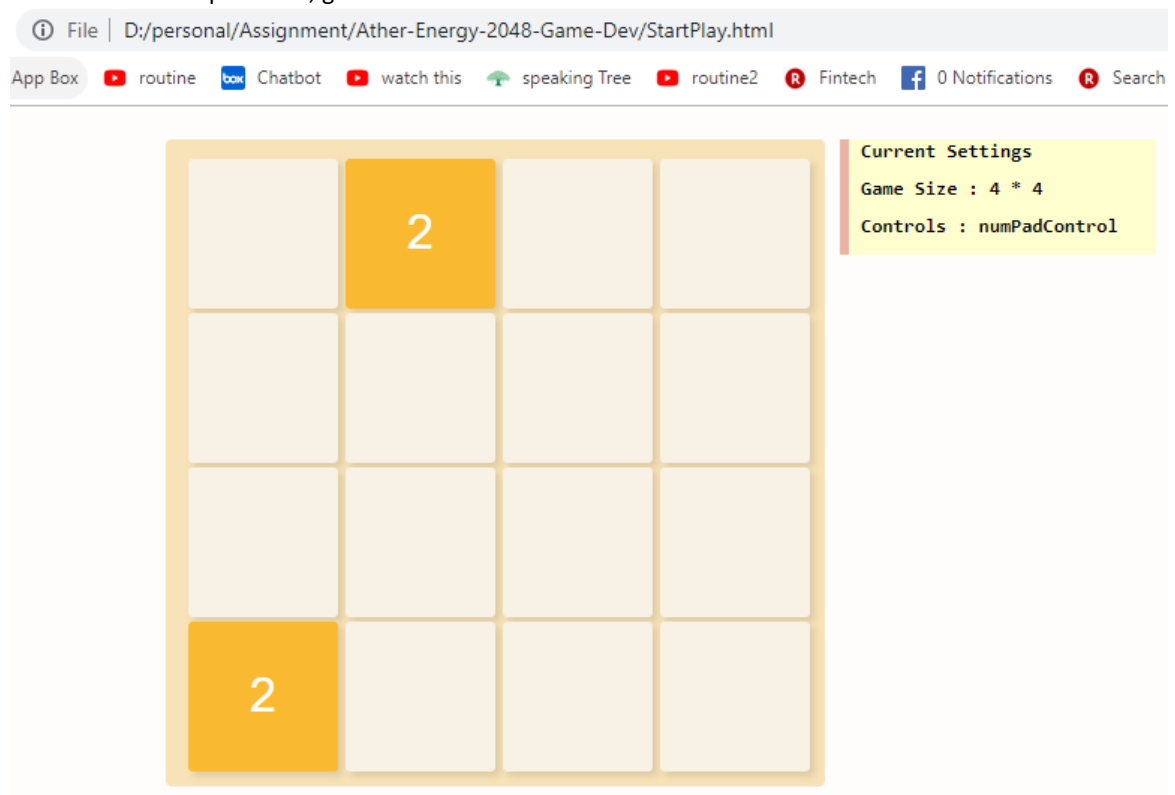 File | D:/personal/Assignment/Ather-Energy-2048-Game-Dev/StartPlay.html
App Box routine box Chatbot watch this speaking Tree routine2 R Fintech f 0 Notifications R Search
Current Settings
Game Size : 4 * 4
Controls : numPadControl
2
2